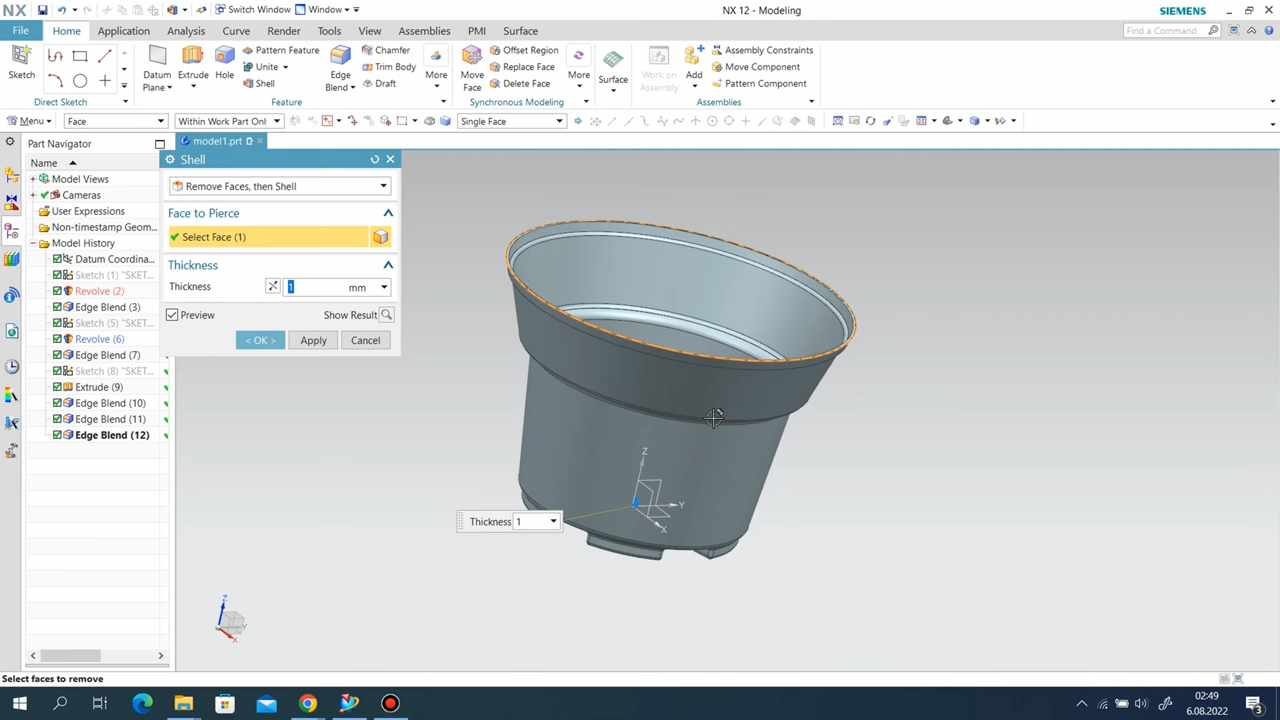 NX
Switch Window
Window
NX 12 - Modeling
SIEMENS
File
Home
Application
Analysis
Curve
Render
Tools
View
Assemblies
PMI
Surface
Find a Command
Sketch
Datum
Plane
Extrude
Hole
Pattern Feature
Unite
Shell
Edge
Blend
Chamfer
Trim Body
Draft
More
Move
Face
Offset Region
Replace Face
Delete Face
More
Surface
Work on
Assembly
Add
Assembly Constraints
Move Component
Pattern Component
Direct Sketch
Feature
Synchronous Modeling
Assemblies
Menu
Face
Within Work Part Onl
Single Face
Part Navigator
model1.prt
Name
Model Views
Cameras
User Expressions
Non-timestamp Geom...
Model History
Datum Coordina...
Sketch (1) "SKET...
Revolve (2)
Edge Blend (3)
Sketch (5) "SKET...
Revolve (6)
Edge Blend (7)
Sketch (8) "SKET...
Extrude (9)
Edge Blend (10)
Edge Blend (11)
Edge Blend (12)
Shell
Remove Faces, then Shell
Face to Pierce
Select Face (1)
Thickness
Thickness
1
mm
Preview
Show Result
< OK >
Apply
Cancel
Z
Y
X
Thickness 1
Z
Y
X
Select faces to remove
02:49
6.08.2022
3